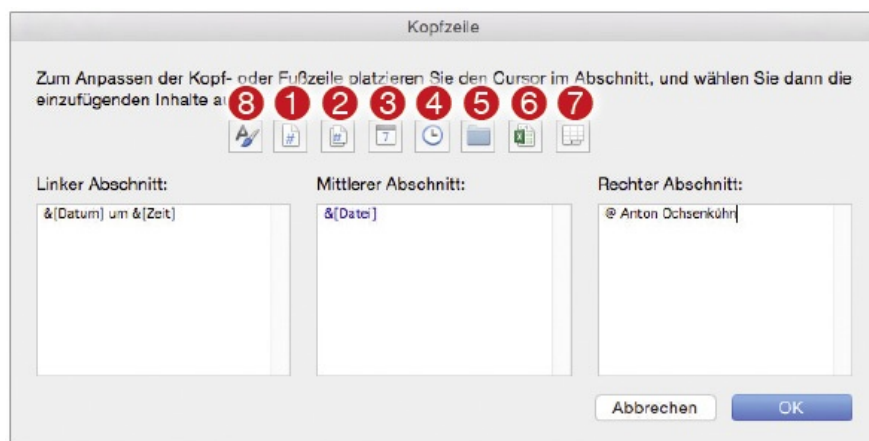 Kopfzeile
Zum Anpassen der Kopf- oder Fußzeile platzieren Sie den Cursor im Abschnitt, und wählen Sie dann die
einzufügenden Inhalte
8 1 2 3 4 5 6 7
Linker Abschnitt: Mittlerer Abschnitt: Rechter Abschnitt:
&[Datum] um &[Zeit] &[Datei] @ Anton Ochsenkühn
Abbrechen OK